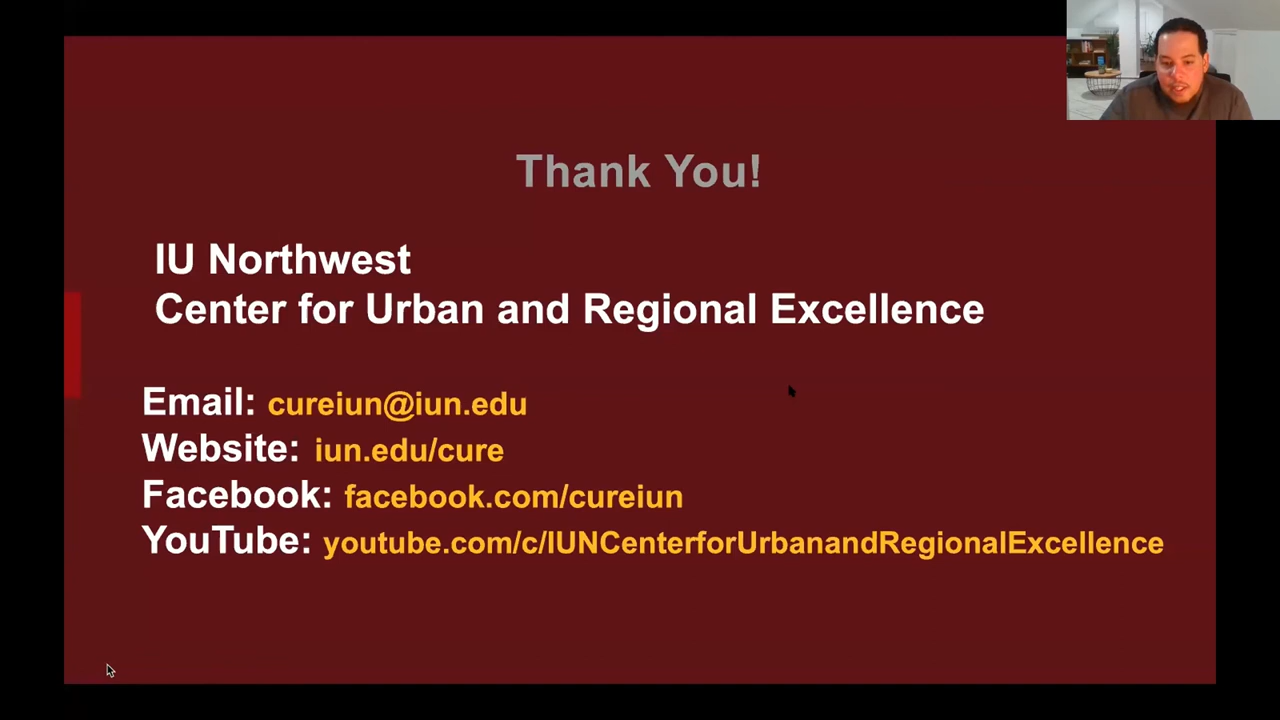 Thank You!
IU Northwest
Center for Urban and Regional Excellence
Email: cureiun@iun.edu
Website: iun.edu/cure
Facebook: facebook.com/cureiun
YouTube: youtube.com/c/IUNCenterforUrbanandRegionalExcellence